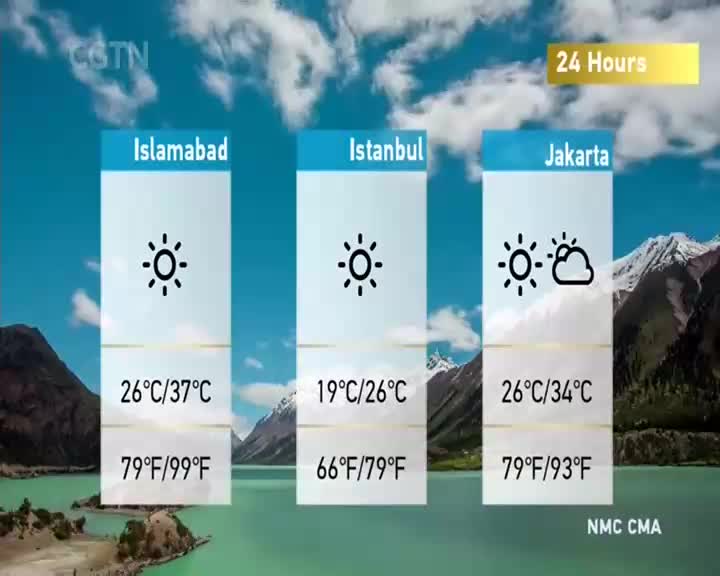 CGTN
24 Hours
Islamabad
Istanbul
Jakarta
26°C/37°C
19°C/26°C
26°C/34°C
79°F/99°F
66°F/79°F
79°F/93°F
NMC CMA